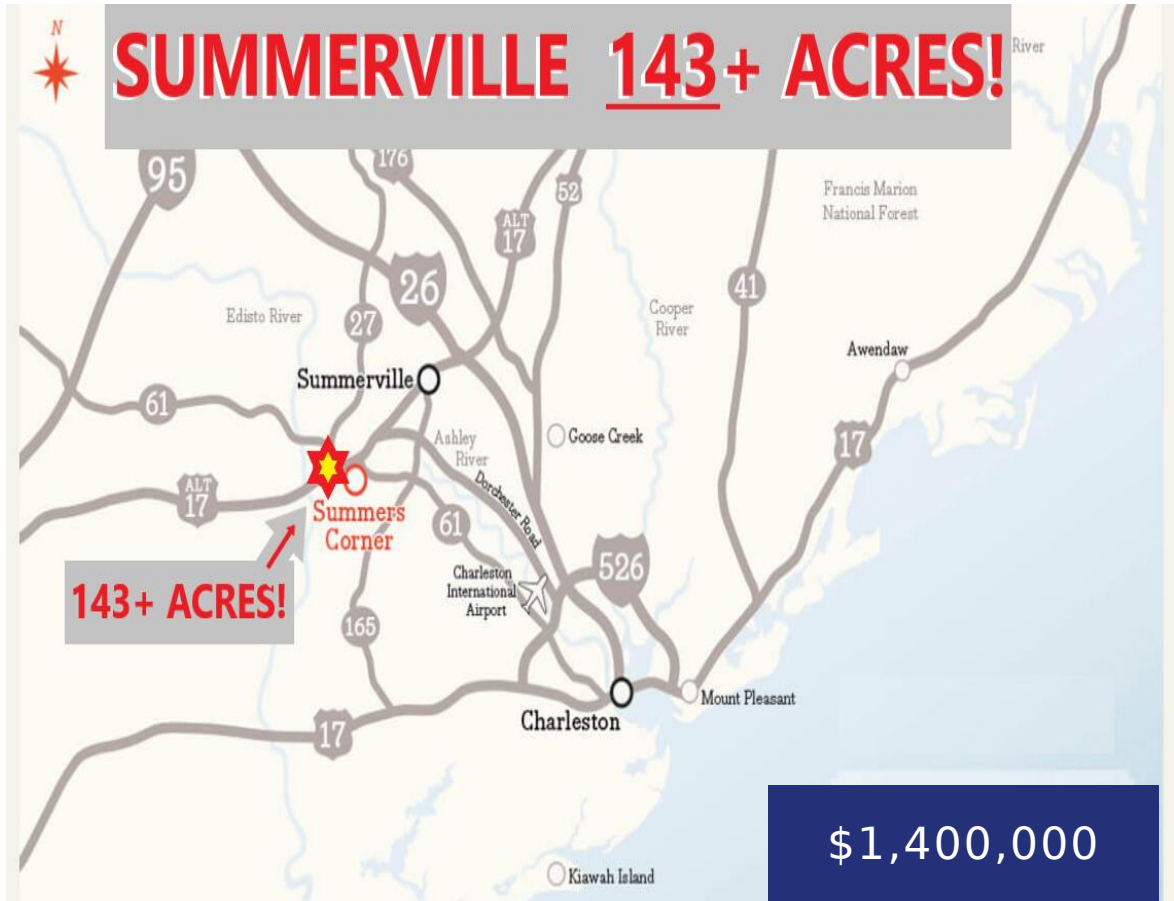 N
SUMMERVILLE 143+ ACRES!
River
95
176
52
ALT
17
Francis Marion
National Forest
26
41
Edisto River
27
Cooper
River
Awendaw
Summerville
61
Goose Creek
Ashley
River
17
ALT
17
Dorchester Road
Summers
Corner
61
526
143+ ACRES!
Charleston
International
Airport
165
Mount Pleasant
Charleston
17
$1,400,000
Kiawah Island